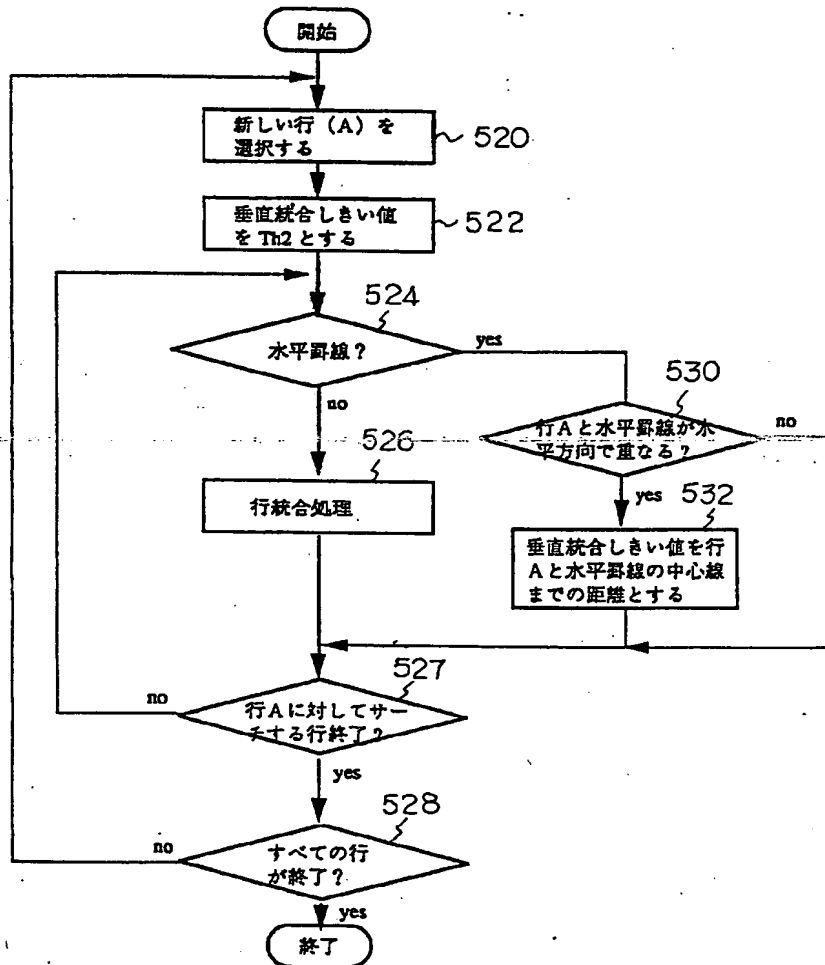 開始
新しい行（A）を
選択する
520
垂直統合しきい値
を Th2 とする
522
524
水平罫線？
yes
no
530
行Aと水平罫線が水
平方向で重なる？
no
yes
526
行統合処理
532
垂直統合しきい値を行
Aと水平罫線の中心線
までの距離とする
527
行Aに対してサー
チする行終了？
no
yes
528
すべての行
が終了？
no
yes
終了